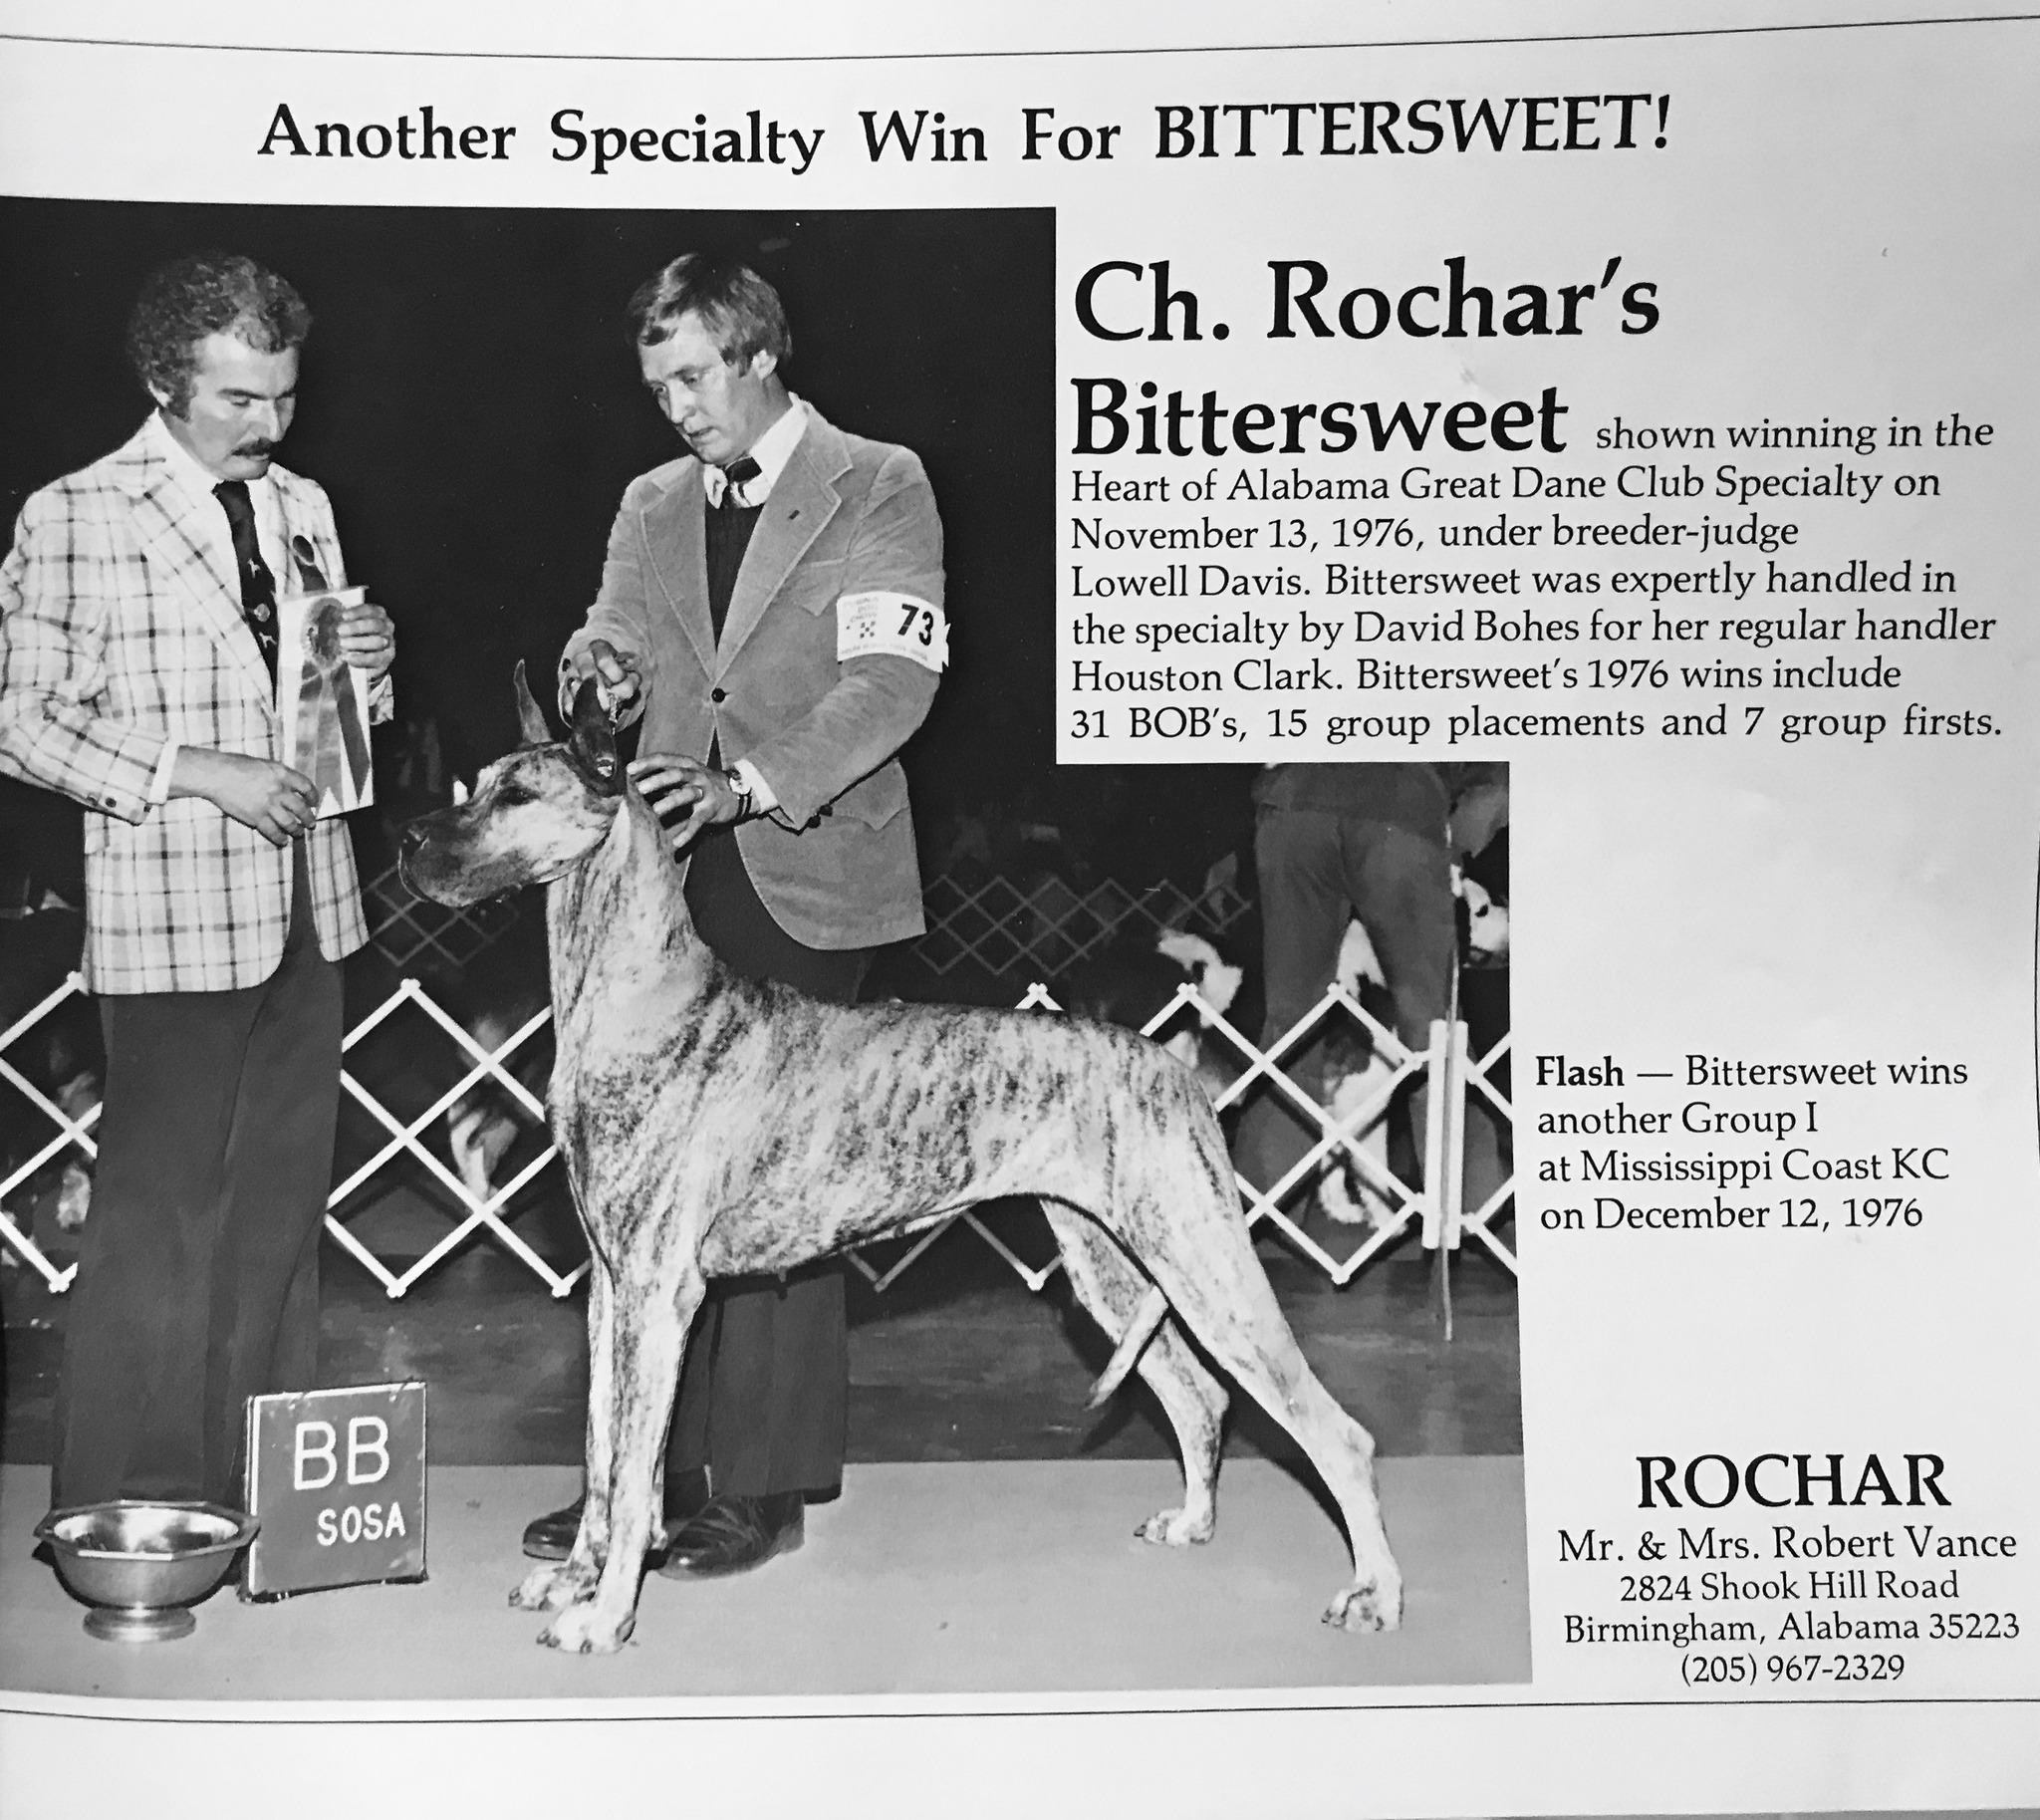 Another Specialty Win For BITTERSWEET!
Ch. Rochar's
Bittersweet shown winning in the
Heart of Alabama Great Dane Club Specialty on
November 13, 1976, under breeder-judge
Lowell Davis. Bittersweet was expertly handled in
the specialty by David Bohes for her regular handler
Houston Clark. Bittersweet's 1976 wins include
31 BOB's, 15 group placements and 7 group firsts.
73
Flash — Bittersweet wins
another Group I
at Mississippi Coast KC
on December 12, 1976
BB
SOSA
ROCHAR
Mr. & Mrs. Robert Vance
2824 Shook Hill Road
Birmingham, Alabama 35223
(205) 967-2329